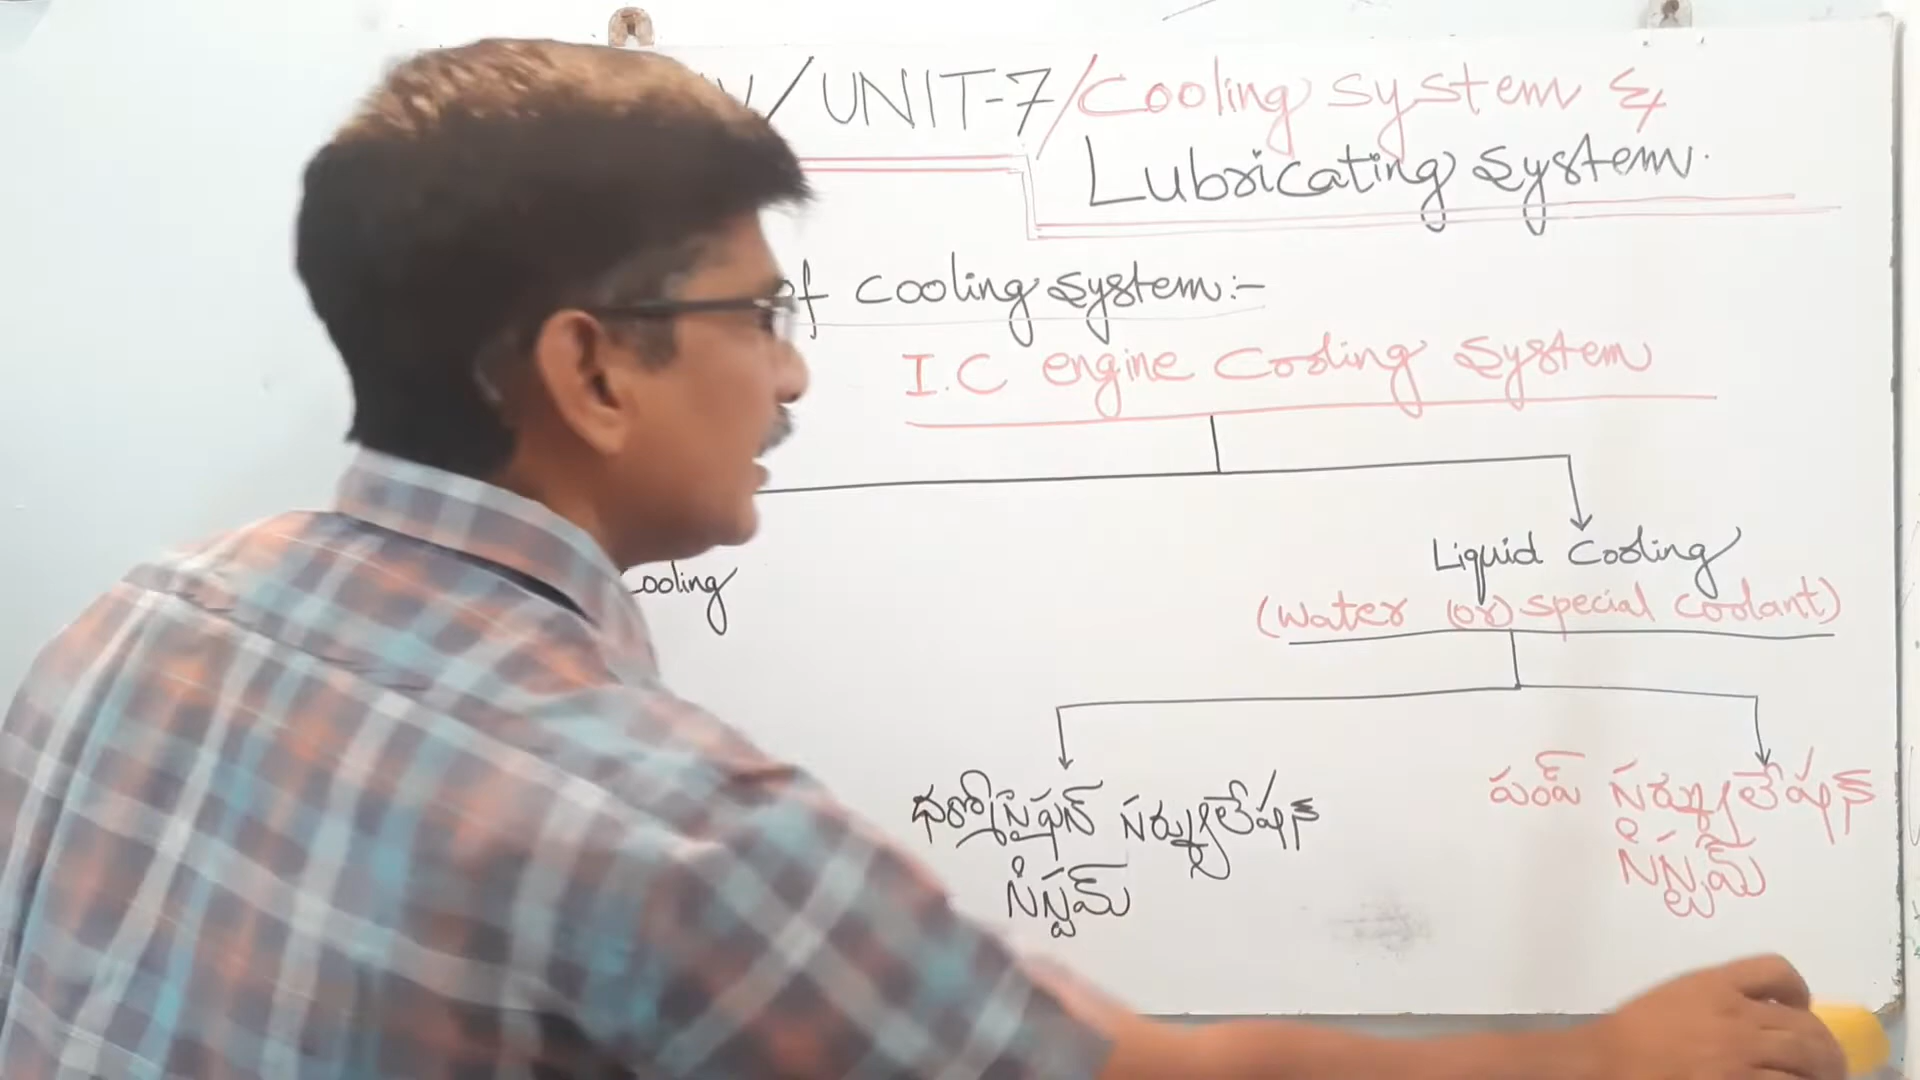 /UNIT-7/Cooling system &
Lubricating system.
of cooling system:-
I.C engine Cooling system
Liquid Cooling
(water (or) special coolant)
Cooling
థర్మోసైఫన్ సర్క్యులేషన్
సిస్టమ్
పంప్ సర్క్యులేషన్
సిస్టమ్